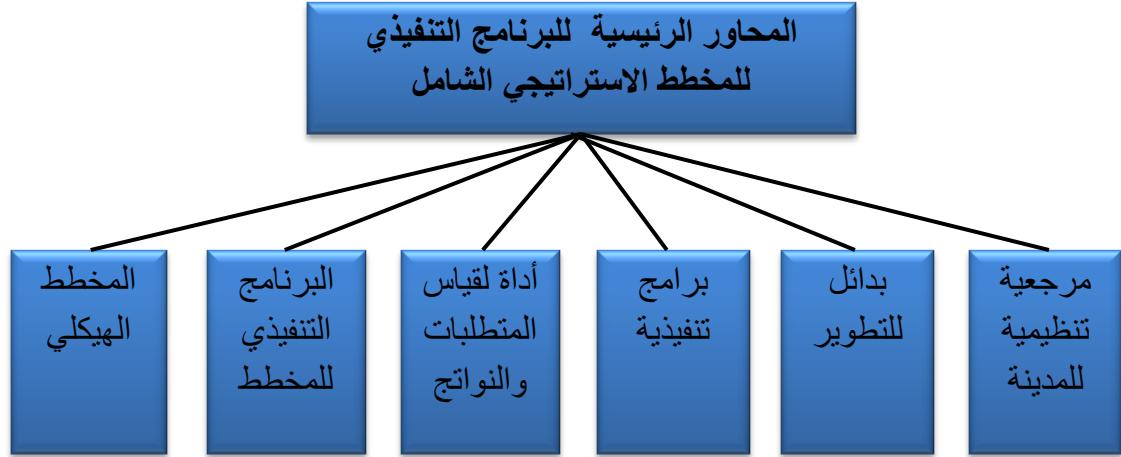 المحاور الرئيسية للبرنامج التنفيذي
للمخطط الاستراتيجي الشامل
مرجعية
تنظيمية
للمدينة
بدائل
للتطوير
برامج
تنفيذية
أداة لقياس
المتطلبات
والنواتج
البرنامج
التنفيذي
للمخطط
المخطط
الهيكلي